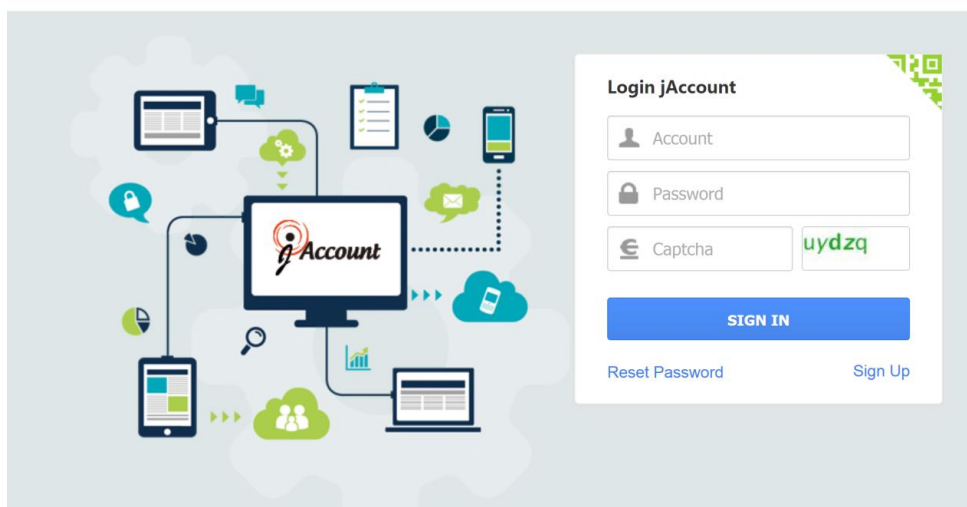 jAccount
Login jAccount
Account
Password
Captcha
uydzq
SIGN IN
Reset Password
Sign Up